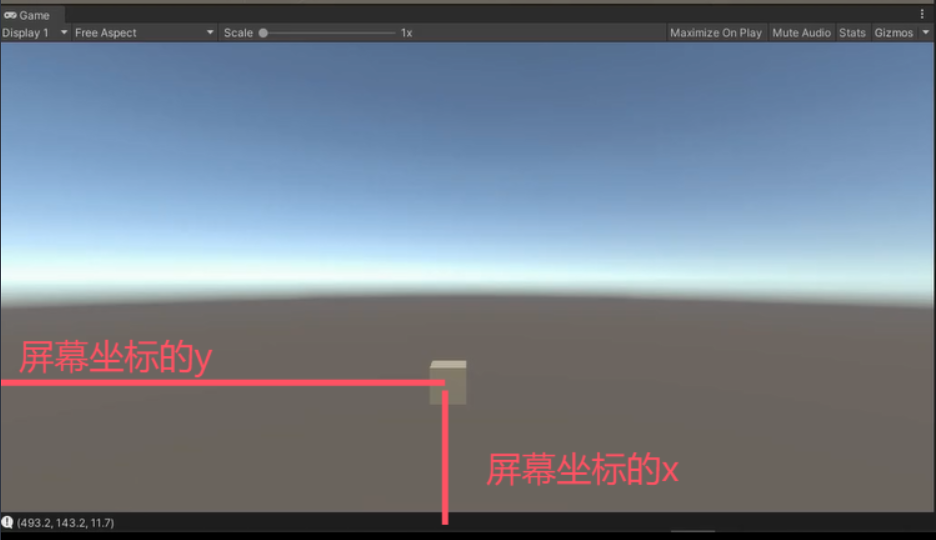 Game
Display 1 Free Aspect Scale 1x Maximize On Play Mute Audio Stats Gizmos
屏幕坐标的y
屏幕坐标的x
(493.2, 143.2, 11.7)